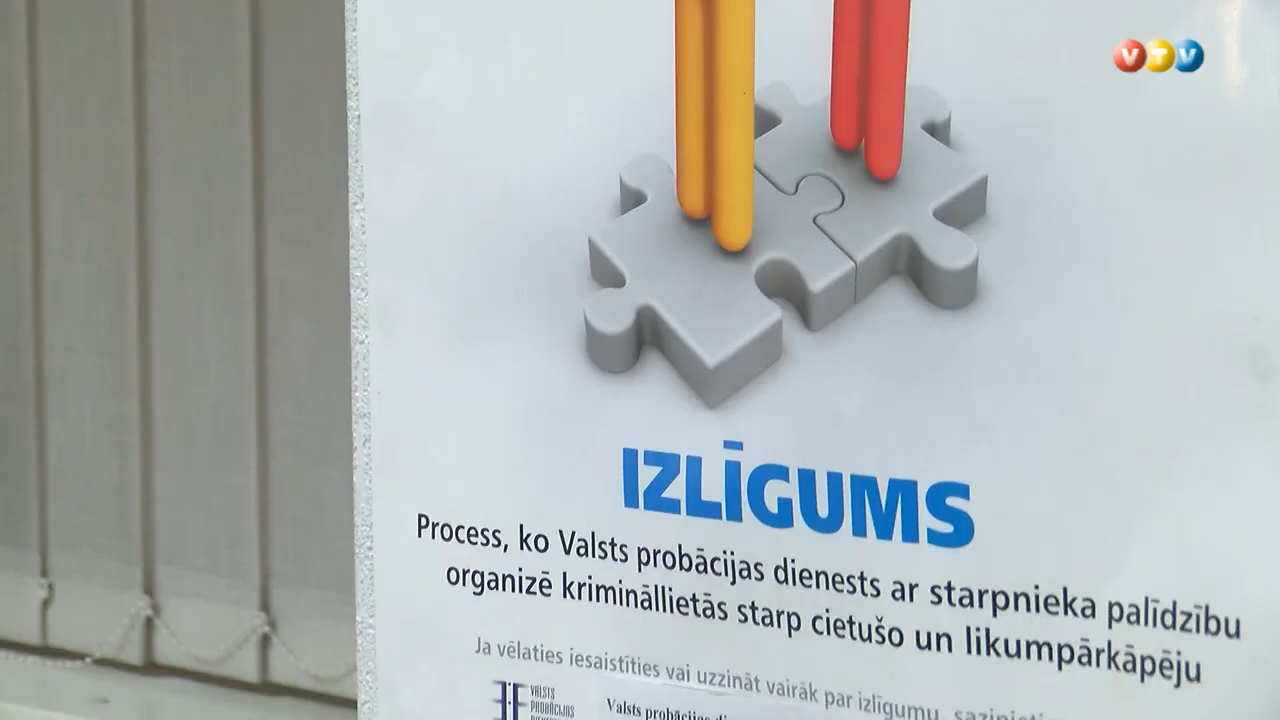 VTV
IZLĪGUMS
Process, ko Valsts probācijas dienests ar starpnieka palīdzību
organizē krimināllietās starp cietušo un likumpārkāpēju
Ja vēlaties iesaistīties vai uzzināt vairāk par izlīgumu,
VALSTS
PROBĀCIJAS
Valsts